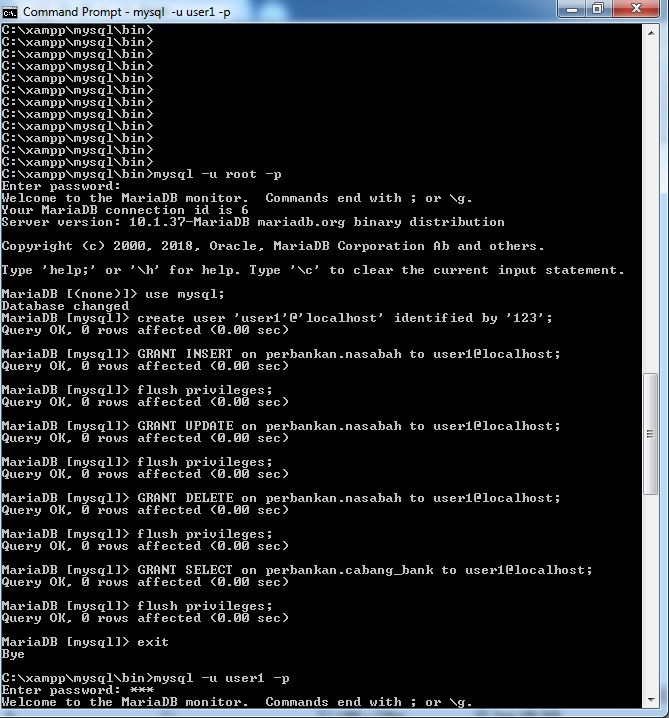 Command Prompt - mysql -u user1 -p
C:\xampp\mysql\bin>
C:\xampp\mysql\bin>
C:\xampp\mysql\bin>
C:\xampp\mysql\bin>
C:\xampp\mysql\bin>
C:\xampp\mysql\bin>
C:\xampp\mysql\bin>
C:\xampp\mysql\bin>
C:\xampp\mysql\bin>
C:\xampp\mysql\bin>
C:\xampp\mysql\bin>
C:\xampp\mysql\bin>
C:\xampp\mysql\bin>mysql -u root -p
Enter password:
Welcome to the MariaDB monitor.  Commands end with ; or \g.
Your MariaDB connection id is 6
Server version: 10.1.37-MariaDB mariadb.org binary distribution
Copyright (c) 2000, 2018, Oracle, MariaDB Corporation Ab and others.
Type 'help;' or '\h' for help. Type '\c' to clear the current input statement.
MariaDB [(none)]> use mysql;
Database changed
MariaDB [mysql]> create user 'user1'@'localhost' identified by '123';
Query OK, 0 rows affected (0.00 sec)
MariaDB [mysql]> GRANT INSERT on perbankan.nasabah to user1@localhost;
Query OK, 0 rows affected (0.00 sec)
MariaDB [mysql]> flush privileges;
Query OK, 0 rows affected (0.00 sec)
MariaDB [mysql]> GRANT UPDATE on perbankan.nasabah to user1@localhost;
Query OK, 0 rows affected (0.00 sec)
MariaDB [mysql]> flush privileges;
Query OK, 0 rows affected (0.00 sec)
MariaDB [mysql]> GRANT DELETE on perbankan.nasabah to user1@localhost;
Query OK, 0 rows affected (0.00 sec)
MariaDB [mysql]> flush privileges;
Query OK, 0 rows affected (0.00 sec)
MariaDB [mysql]> GRANT SELECT on perbankan.cabang_bank to user1@localhost;
Query OK, 0 rows affected (0.00 sec)
MariaDB [mysql]> flush privileges;
Query OK, 0 rows affected (0.00 sec)
MariaDB [mysql]> exit
Bye
C:\xampp\mysql\bin>mysql -u user1 -p
Enter password: ***
Welcome to the MariaDB monitor.  Commands end with ; or \g.